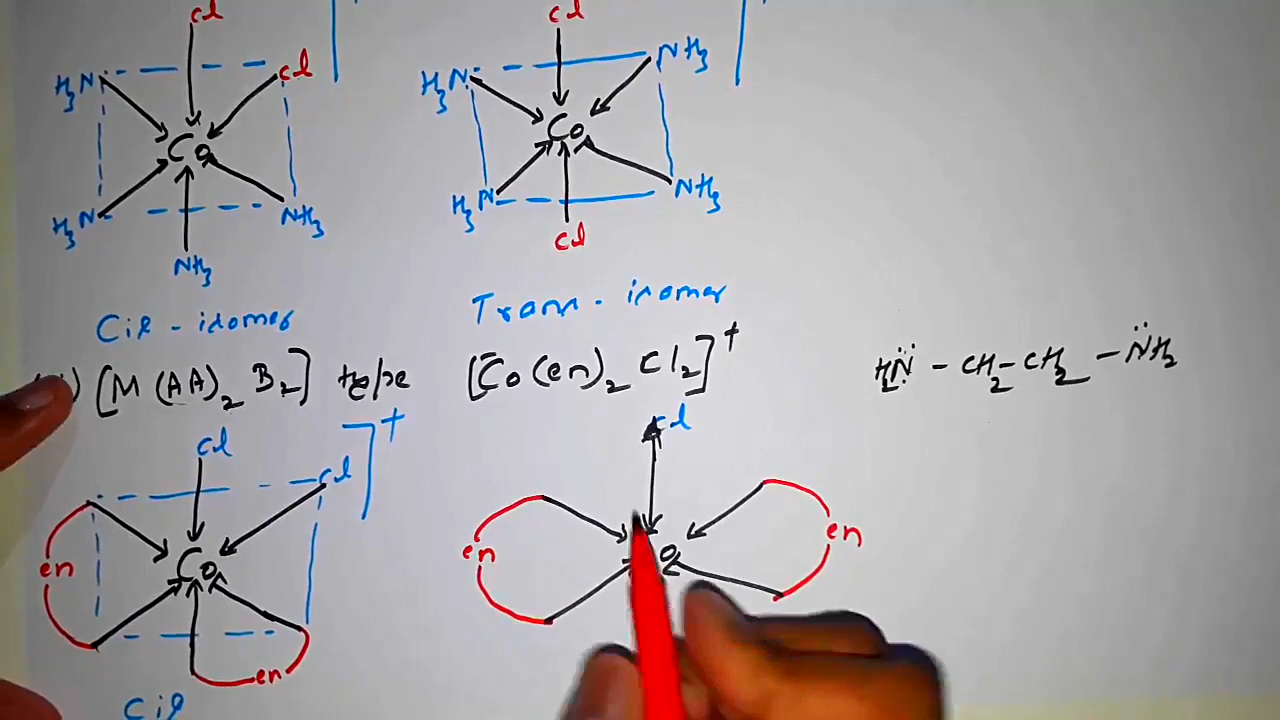 Cl Cl
H3N Cl H3N NH3
Co Co
H3N NH3 H3N NH3
NH3 Cl
Cis - isomer Trans - isomer
) [M (AA)2 B2] type [Co(en)2 Cl2]+ H2N̈ – CH2 – CH2 – N̈H2
Cl Cl ]+ Cl
en Co en Co en
en
Cis